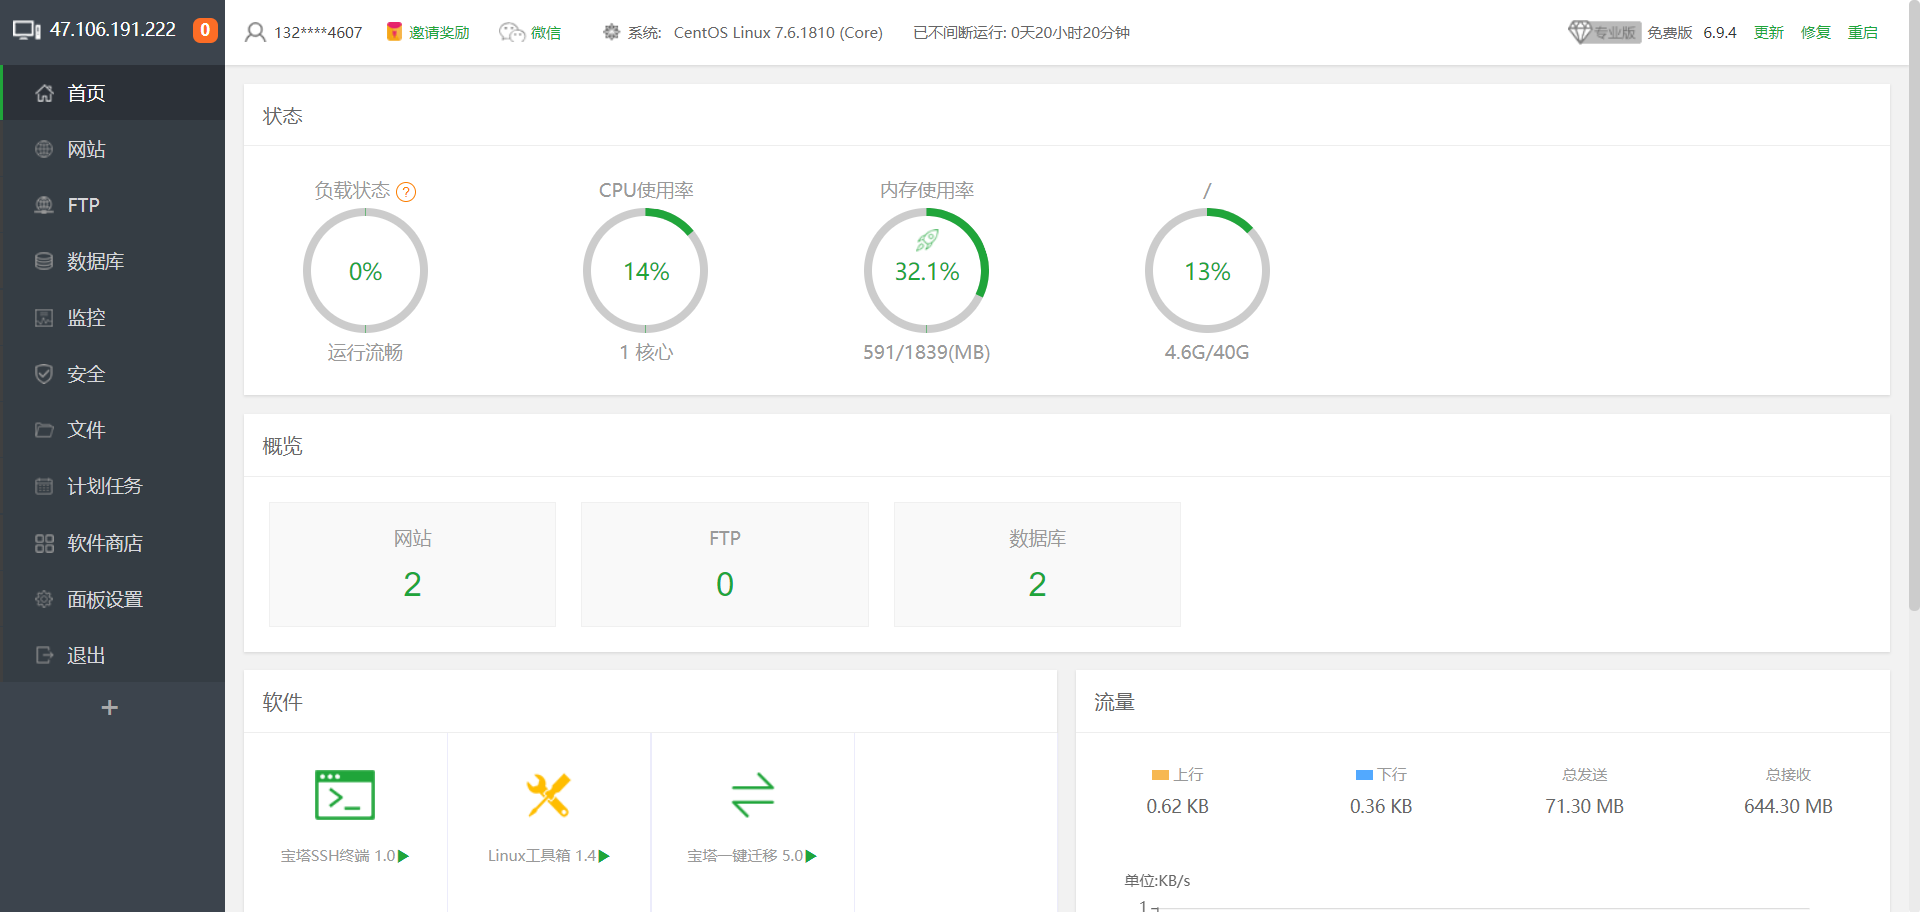 47.106.191.222 0
132****4607 邀请奖励 微信 系统: CentOS Linux 7.6.1810 (Core) 已不间断运行: 0天20小时20分钟 专业版 免费版 6.9.4 更新 修复 重启
首页
网站
FTP
数据库
监控
安全
文件
计划任务
软件商店
面板设置
退出
+
状态
负载状态 ? CPU使用率 内存使用率 /
0% 14% 32.1% 13%
运行流畅 1 核心 591/1839(MB) 4.6G/40G
概览
网站 FTP 数据库
2 0 2
软件
宝塔SSH终端 1.0 Linux工具箱 1.4 宝塔一键迁移 5.0
流量
上行 下行 总发送 总接收
0.62 KB 0.36 KB 71.30 MB 644.30 MB
单位:KB/s
1